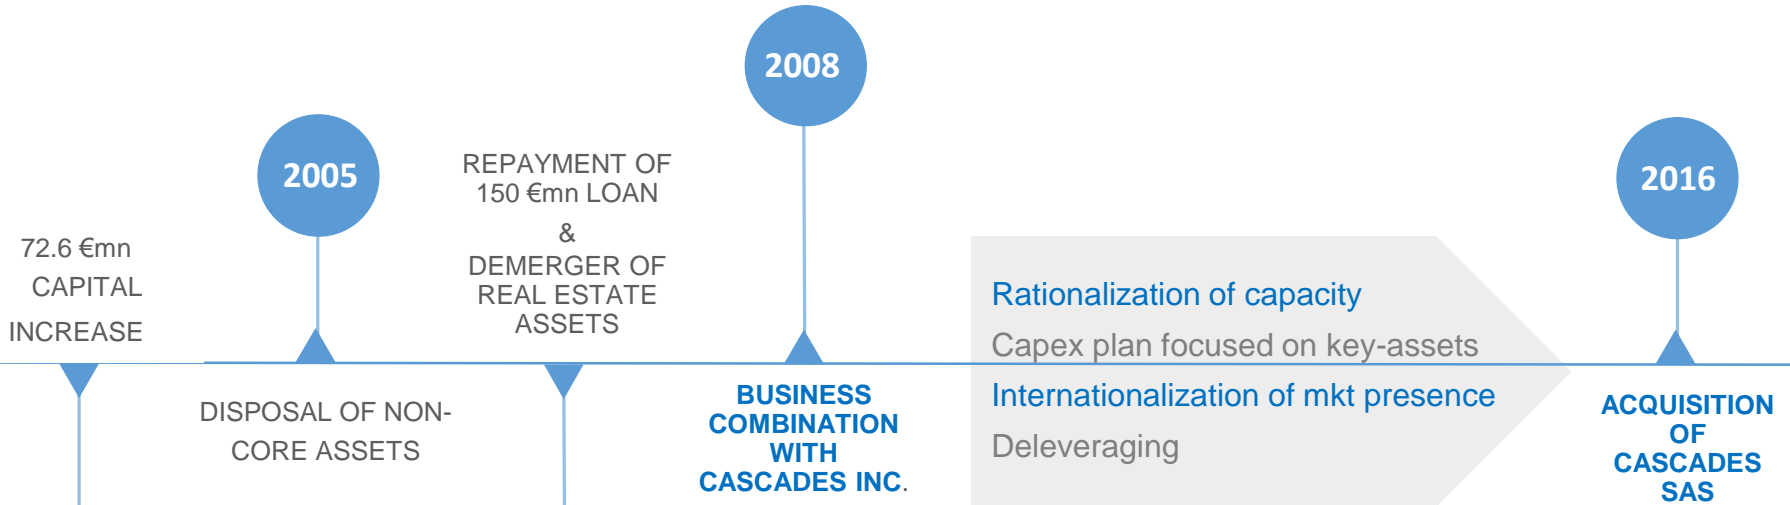 72.6 €mn
CAPITAL
INCREASE
2005
DISPOSAL OF NON-
CORE ASSETS
REPAYMENT OF
150 €mn LOAN
&
DEMERGER OF
REAL ESTATE
ASSETS
2008
BUSINESS
COMBINATION
WITH
CASCADES INC.
Rationalization of capacity
Capex plan focused on key-assets
Internationalization of mkt presence
Deleveraging
2016
ACQUISITION
OF
CASCADES
SAS